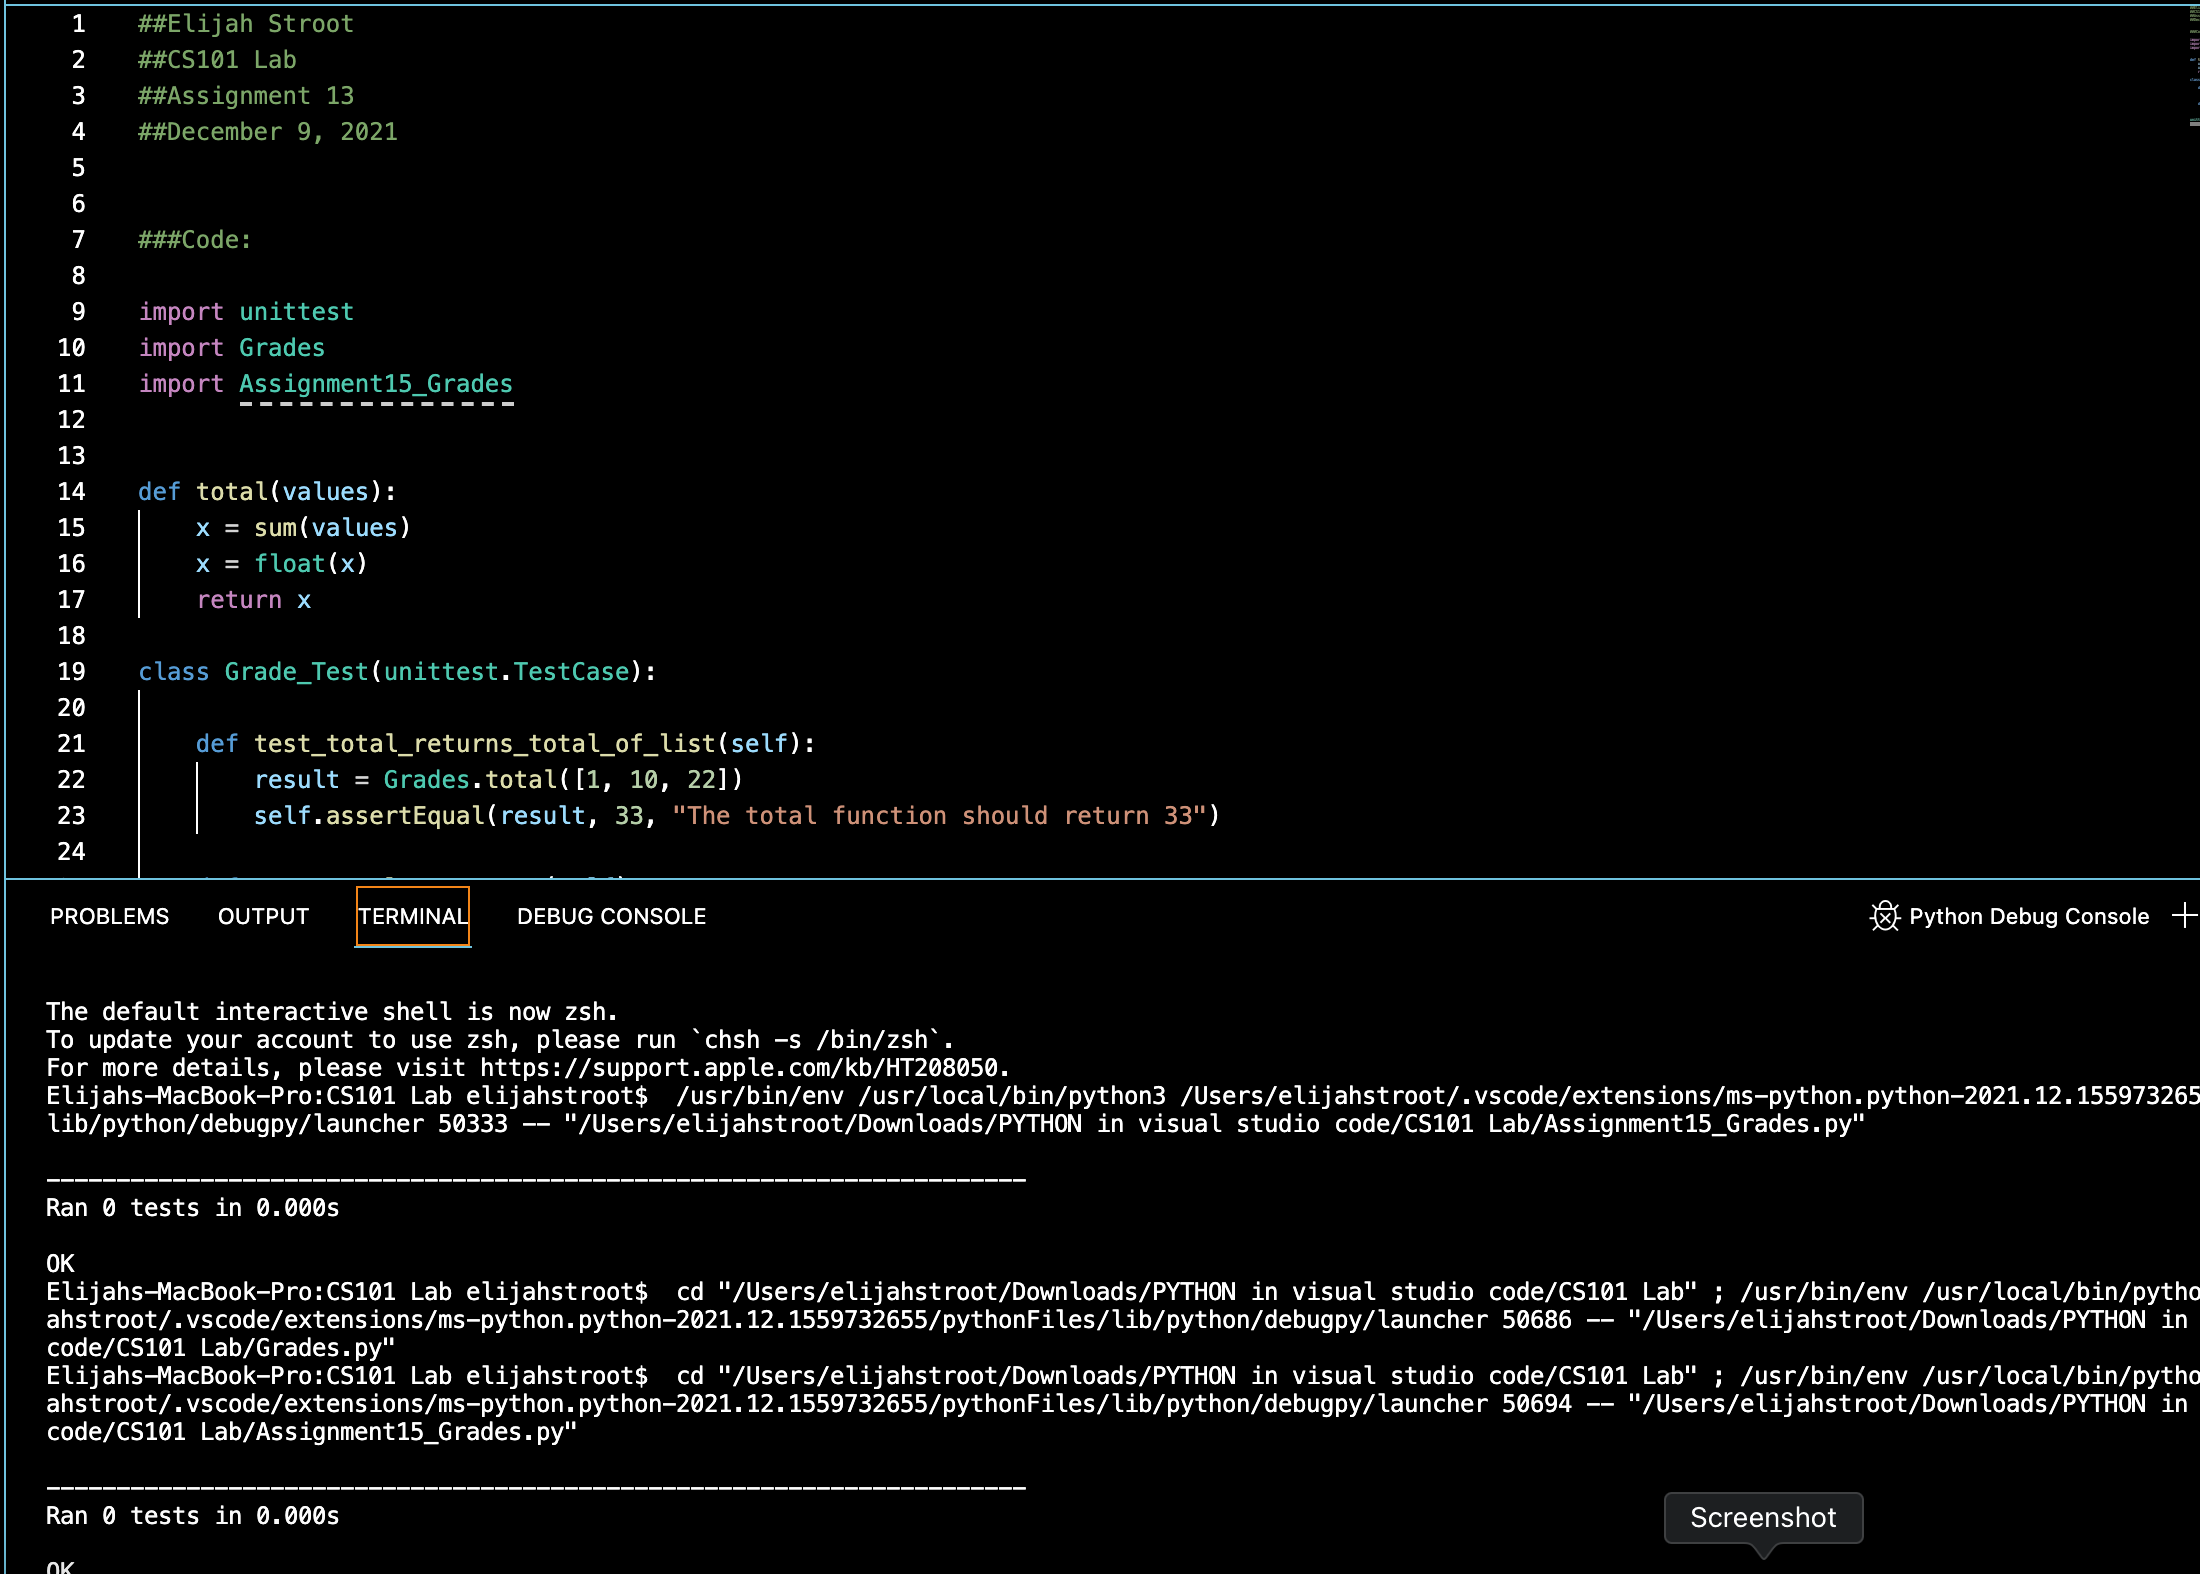 1 ##Elijah Stroot
2 ##CS101 Lab
3 ##Assignment 13
4 ##December 9, 2021
5
6
7 ###Code:
8
9 import unittest
10 import Grades
11 import Assignment15_Grades
12
13
14 def total(values):
15 x = sum(values)
16 x = float(x)
17 return x
18
19 class Grade_Test(unittest.TestCase):
20
21 def test_total_returns_total_of_list(self):
22 result = Grades.total([1, 10, 22])
23 self.assertEqual(result, 33, "The total function should return 33")
24
PROBLEMS OUTPUT TERMINAL DEBUG CONSOLE Python Debug Console +
The default interactive shell is now zsh.
To update your account to use zsh, please run `chsh -s /bin/zsh`.
For more details, please visit https://support.apple.com/kb/HT208050.
Elijahs-MacBook-Pro:CS101 Lab elijahstroot$  /usr/bin/env /usr/local/bin/python3 /Users/elijahstroot/.vscode/extensions/ms-python.python-2021.12.155973265
lib/python/debugpy/launcher 50333 -- "/Users/elijahstroot/Downloads/PYTHON in visual studio code/CS101 Lab/Assignment15_Grades.py"
----------------------------------------------------------------------
Ran 0 tests in 0.000s
OK
Elijahs-MacBook-Pro:CS101 Lab elijahstroot$  cd "/Users/elijahstroot/Downloads/PYTHON in visual studio code/CS101 Lab" ; /usr/bin/env /usr/local/bin/pytho
ahstroot/.vscode/extensions/ms-python.python-2021.12.1559732655/pythonFiles/lib/python/debugpy/launcher 50686 -- "/Users/elijahstroot/Downloads/PYTHON in
code/CS101 Lab/Grades.py"
Elijahs-MacBook-Pro:CS101 Lab elijahstroot$  cd "/Users/elijahstroot/Downloads/PYTHON in visual studio code/CS101 Lab" ; /usr/bin/env /usr/local/bin/pytho
ahstroot/.vscode/extensions/ms-python.python-2021.12.1559732655/pythonFiles/lib/python/debugpy/launcher 50694 -- "/Users/elijahstroot/Downloads/PYTHON in
code/CS101 Lab/Assignment15_Grades.py"
----------------------------------------------------------------------
Ran 0 tests in 0.000s
Screenshot
OK